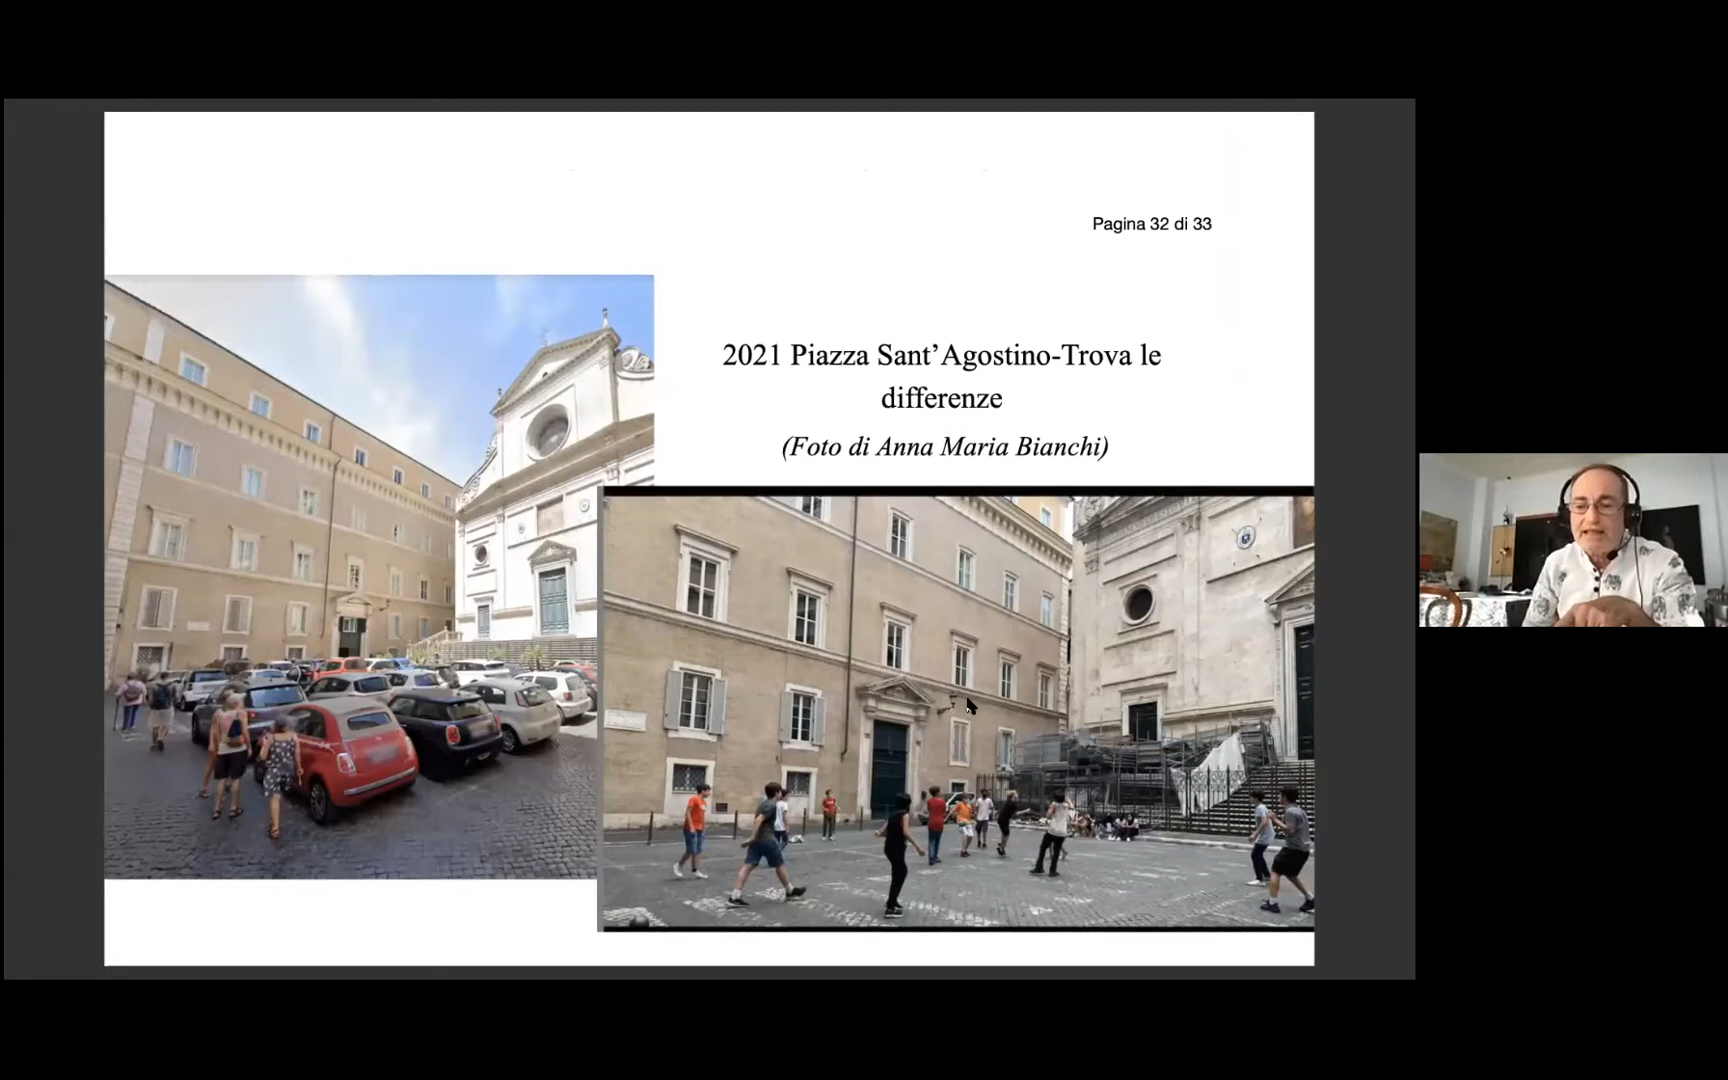 Pagina 32 di 33
2021 Piazza Sant’Agostino-Trova le
differenze
(Foto di Anna Maria Bianchi)